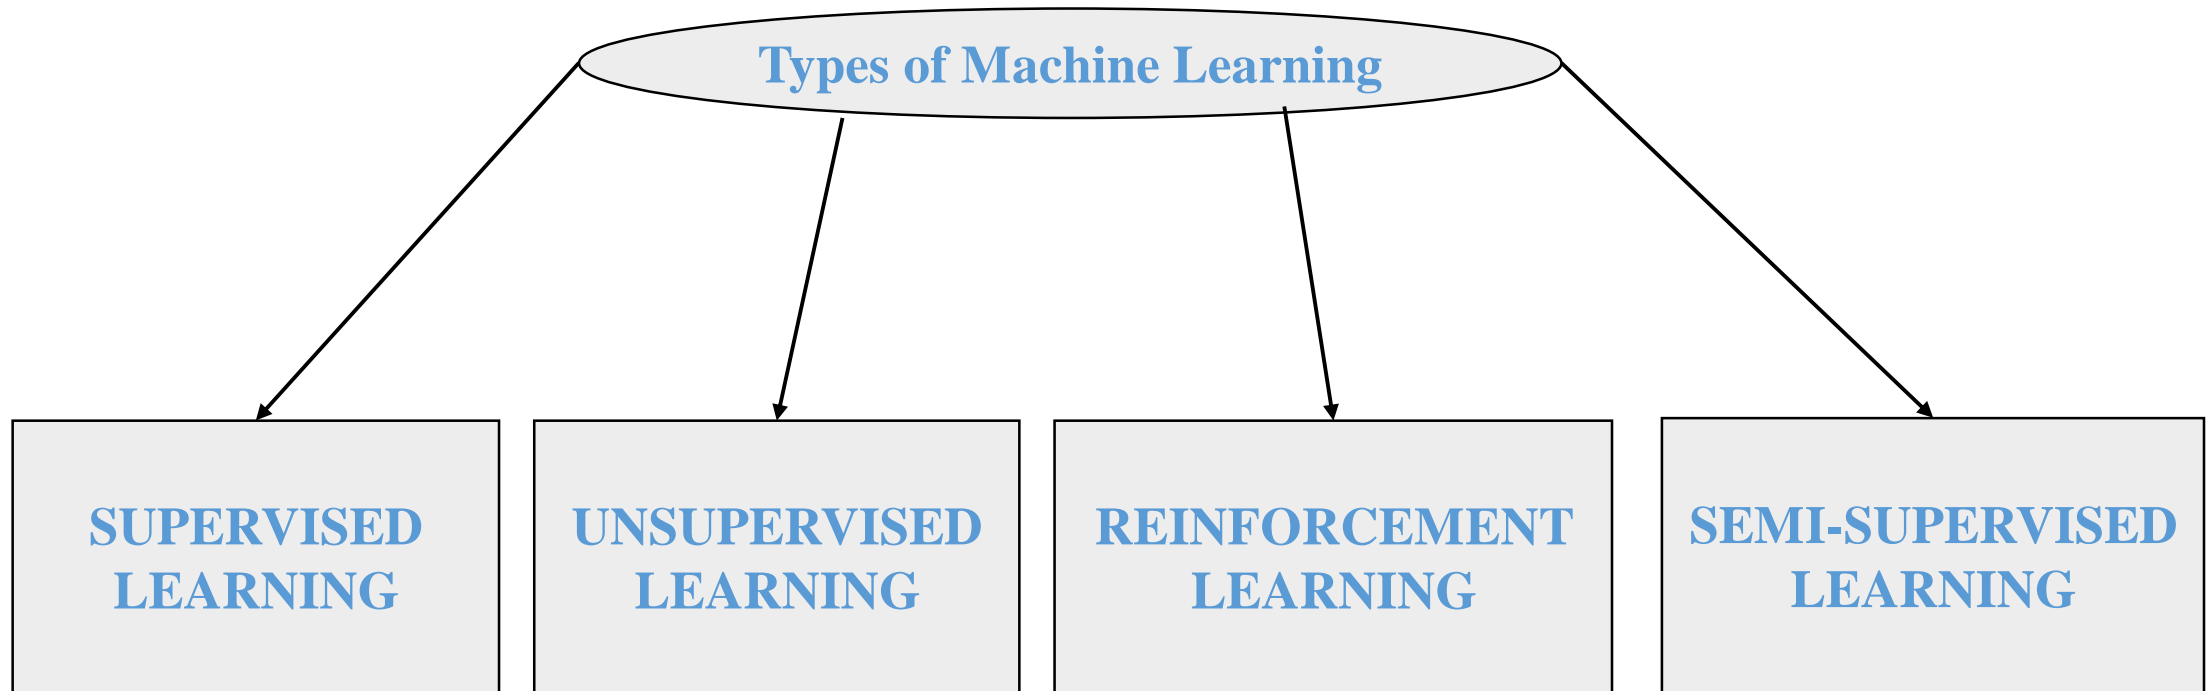 Types of Machine Learning
SUPERVISED
LEARNING
UNSUPERVISED
LEARNING
REINFORCEMENT
LEARNING
SEMI-SUPERVISED
LEARNING